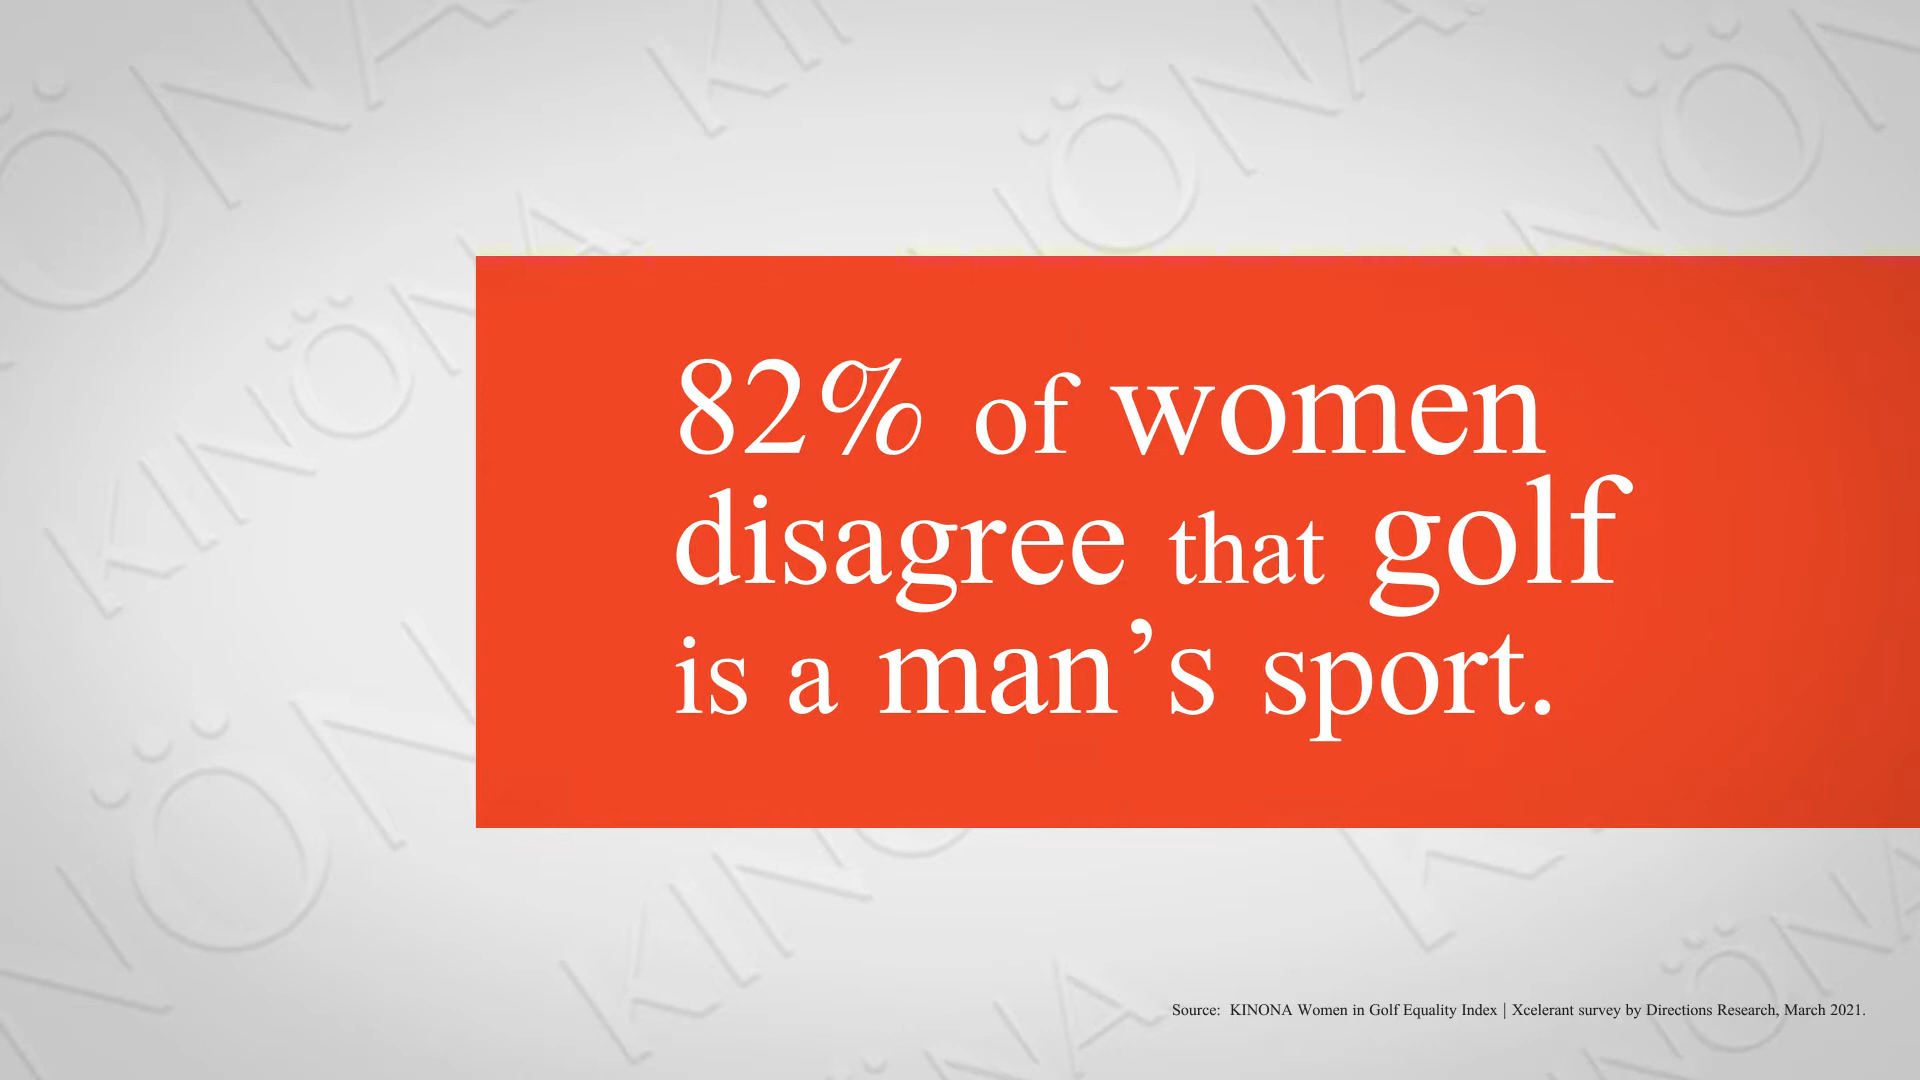 82% of women
disagree that golf
is a man’s sport.
Source: KINONA Women in Golf Equality Index | Xcelerant survey by Directions Research, March 2021.
KINÖNA